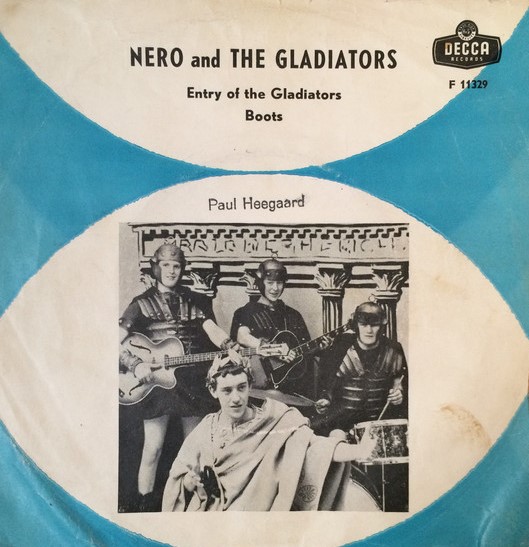 NERO and THE GLADIATORS
DECCA
RECORDS
Entry of the Gladiators
F 11329
Boots
Paul Heegaard